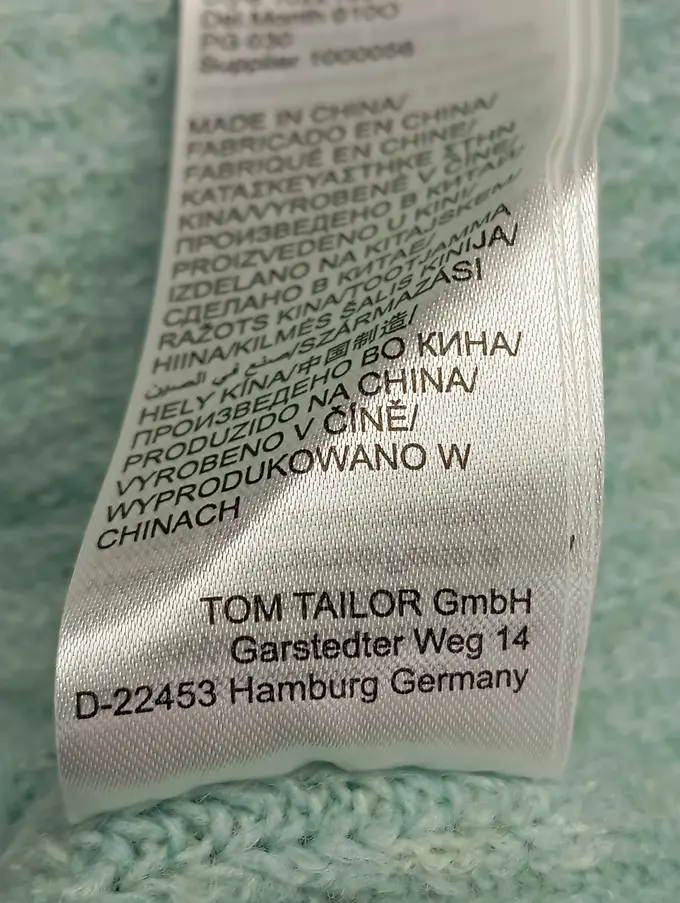 Del Month 0100
PG 030
Supplier 1000056
MADE IN CHINA/
FABRICADO EN CHINA/
FABRIQUÉ EN CHINE/
ΚΑΤΑΣΚΕΥΑΣΤΗΚΕ ΣΤΗΝ
ΚΙΝΑ/VYROBENÉ V ČÍNE/
ПРОИЗВЕДЕНО В КИТАЙ/
PROIZVEDENO U KINI/
IZDELANO NA KITAJSKEM/
СДЕЛАНО В КИТАЕ/
RAŽOTS KINA/TOOTJAMMA
HIINA/KILMĖS ŠALIS KINIJA/
صنع في الصين/SZÁRMAZÁSI
HELY KÍNA/中国制造/
ПРОИЗВЕДЕНО ВО КИНА/
PRODUZIDO NA CHINA/
VYROBENO V ČÍNĚ/
WYPRODUKOWANO W
CHINACH
TOM TAILOR GmbH
Garstedter Weg 14
D-22453 Hamburg Germany